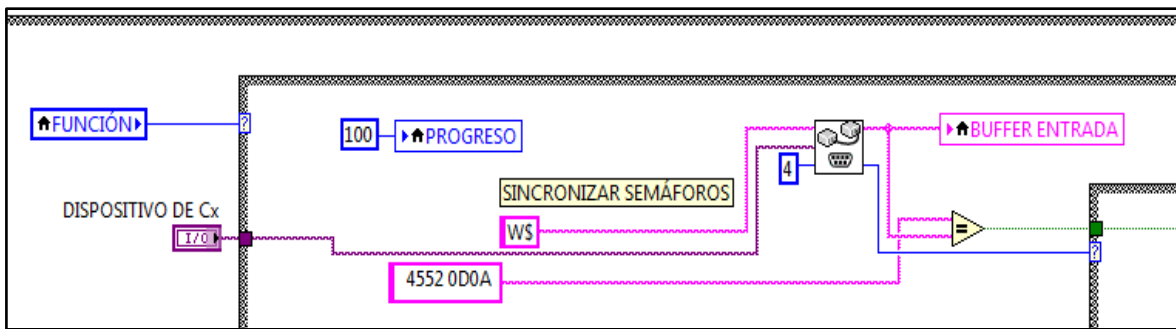 FUNCIÓN
?
100
PROGRESO
BUFFER ENTRADA
4
SINCRONIZAR SEMÁFOROS
DISPOSITIVO DE Cx
I/O
W$
=
?
4552 0D0A